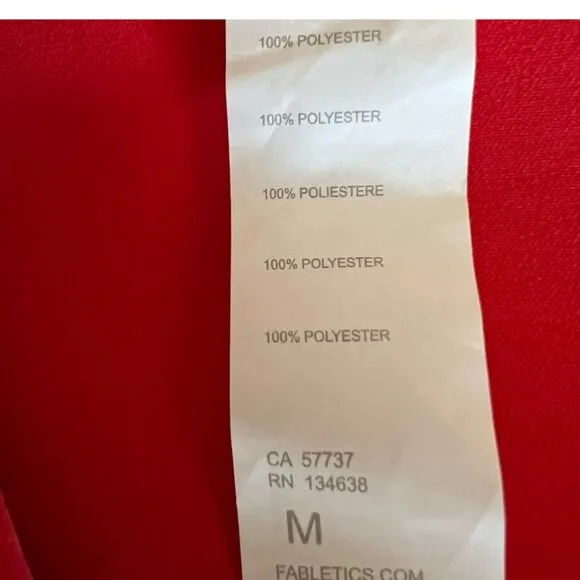 100% POLYESTER
100% POLYESTER
100% POLIESTERE
100% POLYESTER
100% POLYESTER
CA 57737
RN 134638
M
FABLETICS.COM